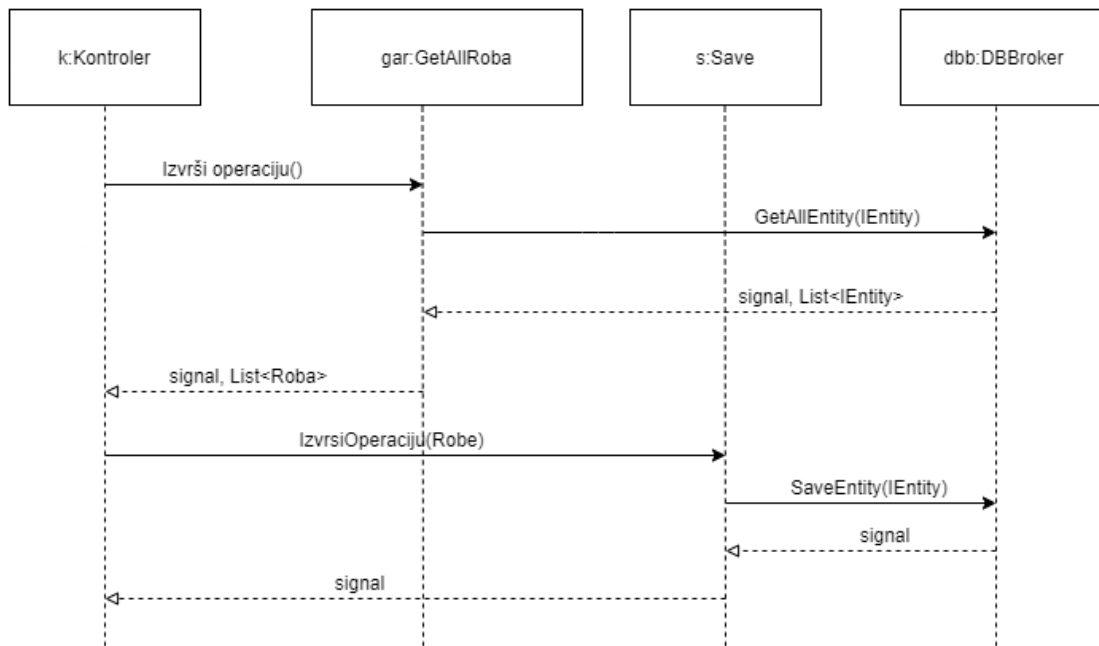 k:Kontroler
gar:GetAllRoba
s:Save
dbb:DBBroker
Izvrši operaciju()
GetAllEntity(IEntity)
signal, List<IEntity>
signal, List<Roba>
IzvrsiOperaciju(Robe)
SaveEntity(IEntity)
signal
signal